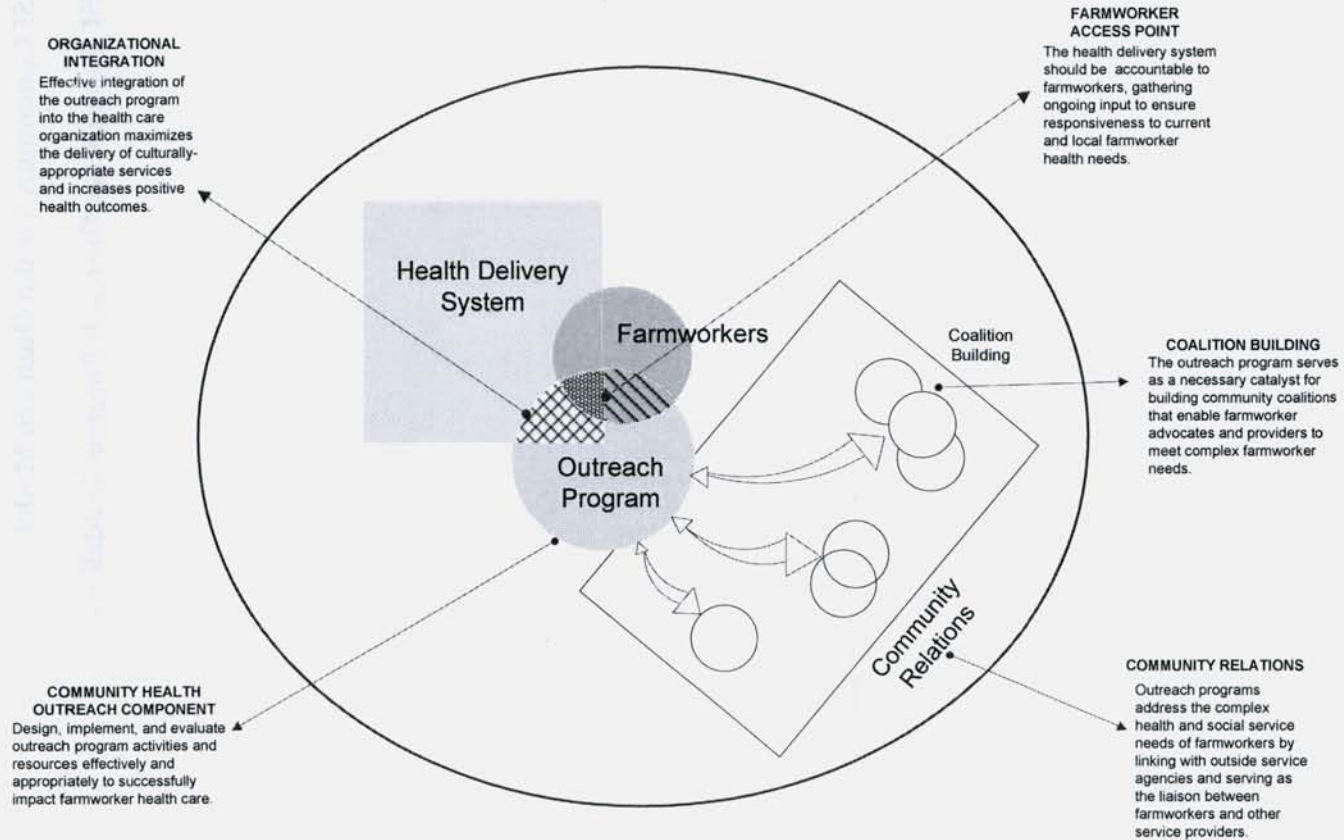 ORGANIZATIONAL
INTEGRATION
Effective integration of
the outreach program
into the health care
organization maximizes
the delivery of culturally-
appropriate services
and increases positive
health outcomes.
FARMWORKER
ACCESS POINT
The health delivery system
should be accountable to
farmworkers, gathering
ongoing input to ensure
responsiveness to current
and local farmworker
health needs.
Health Delivery
System
Farmworkers
Outreach
Program
Coalition
Building
COALITION BUILDING
The outreach program serves
as a necessary catalyst for
building community coalitions
that enable farmworker
advocates and providers to
meet complex farmworker
needs.
Community
Relations
COMMUNITY HEALTH
OUTREACH COMPONENT
Design, implement, and evaluate
outreach program activities and
resources effectively and
appropriately to successfully
impact farmworker health care.
COMMUNITY RELATIONS
Outreach programs
address the complex
health and social service
needs of farmworkers by
linking with outside service
agencies and serving as
the liaison between
farmworkers and other
service providers.